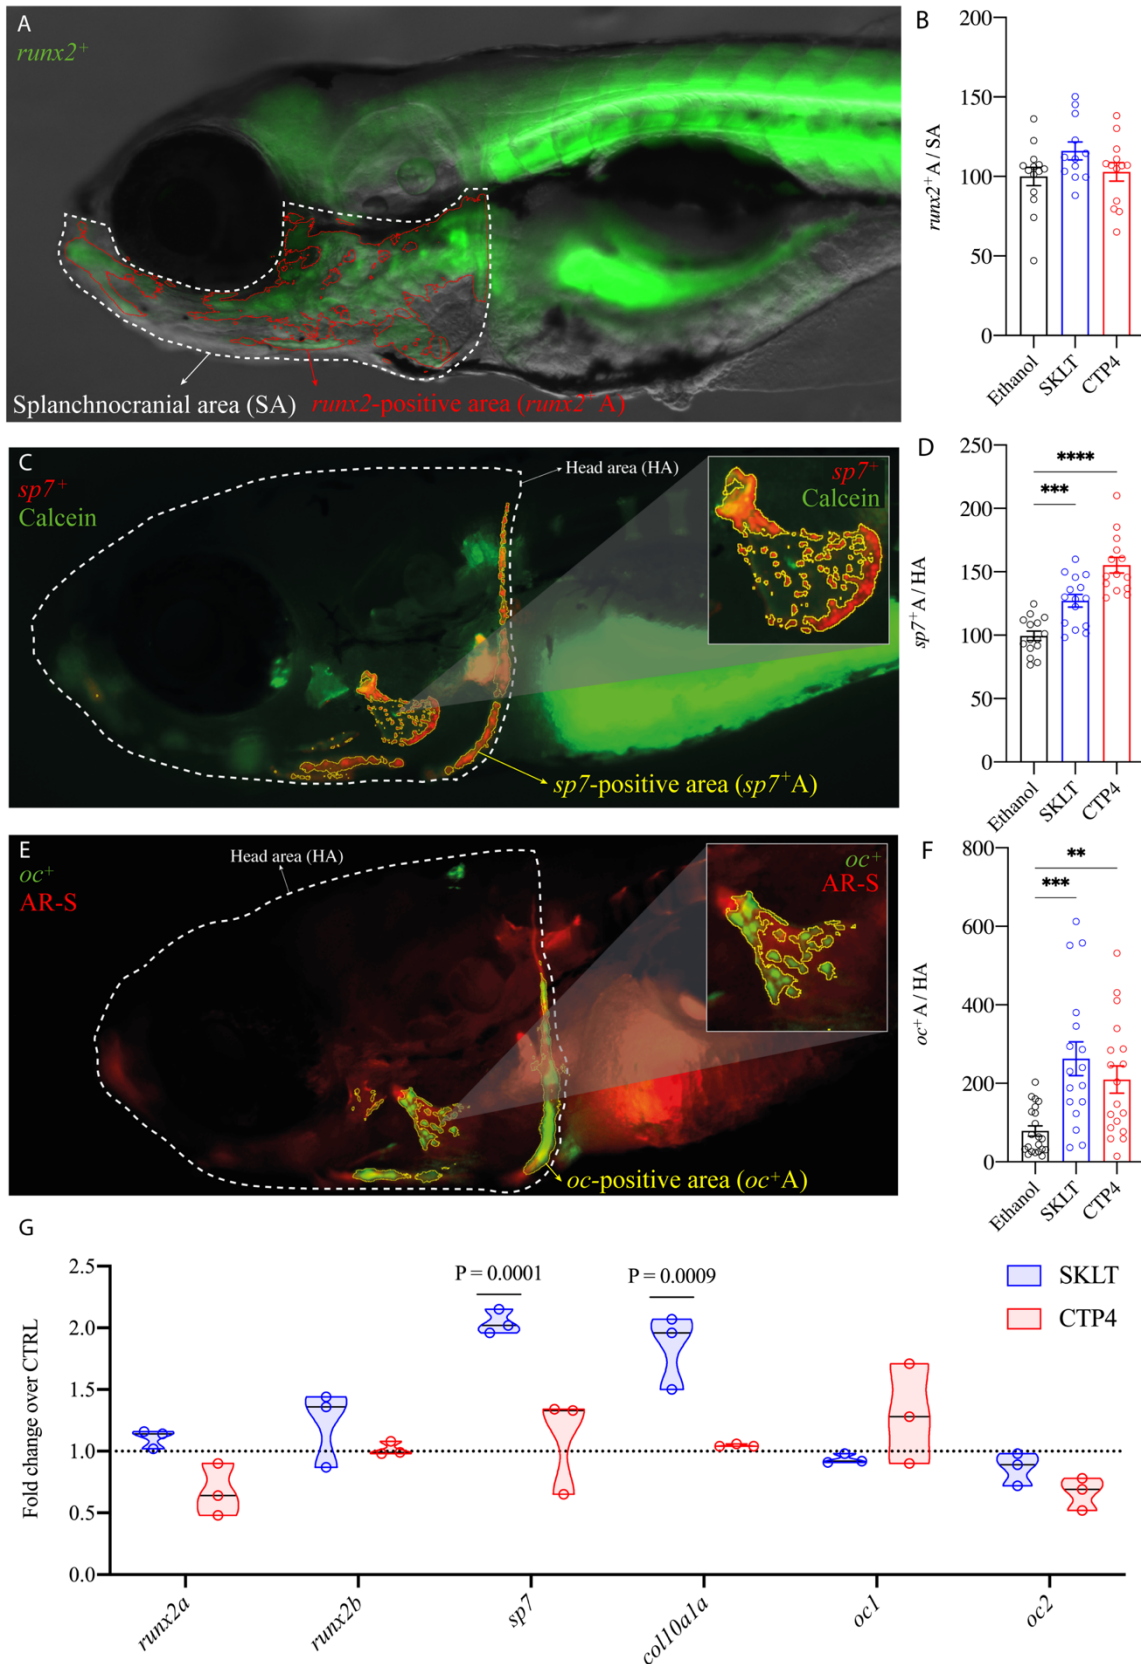 A
runx2⁺
Splanchnocranial area (SA)
runx2-positive area (runx2⁺A)
B
runx2⁺ A / SA
200
150
100
50
0
Ethanol
SKLT
CTP4
C
sp7⁺
Calcein
Head area (HA)
sp7⁺
Calcein
sp7-positive area (sp7⁺A)
D
sp7⁺A / HA
250
200
150
100
50
0
****
***
Ethanol
SKLT
CTP4
E
oc⁺
AR-S
Head area (HA)
oc⁺
AR-S
oc-positive area (oc⁺A)
F
oc⁺A / HA
800
600
400
200
0
**
***
Ethanol
SKLT
CTP4
G
Fold change over CTRL
2.5
2.0
1.5
1.0
0.5
0.0
P = 0.0001
P = 0.0009
SKLT
CTP4
runx2a
runx2b
sp7
col10a1a
oc1
oc2